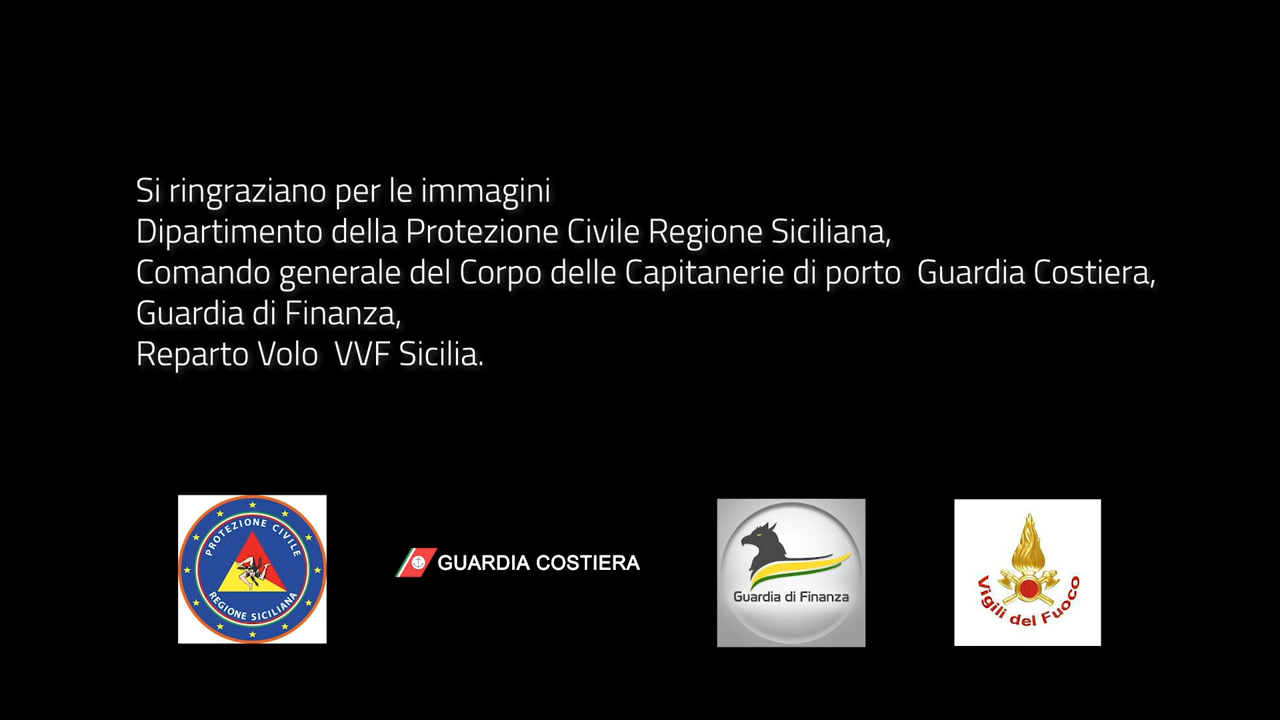 Si ringraziano per le immagini
Dipartimento della Protezione Civile Regione Siciliana,
Comando generale del Corpo delle Capitanerie di porto  Guardia Costiera,
Guardia di Finanza,
Reparto Volo  VVF Sicilia.
PROTEZIONE CIVILE
REGIONE SICILIANA
GUARDIA COSTIERA
Guardia di Finanza
Vigili del Fuoco